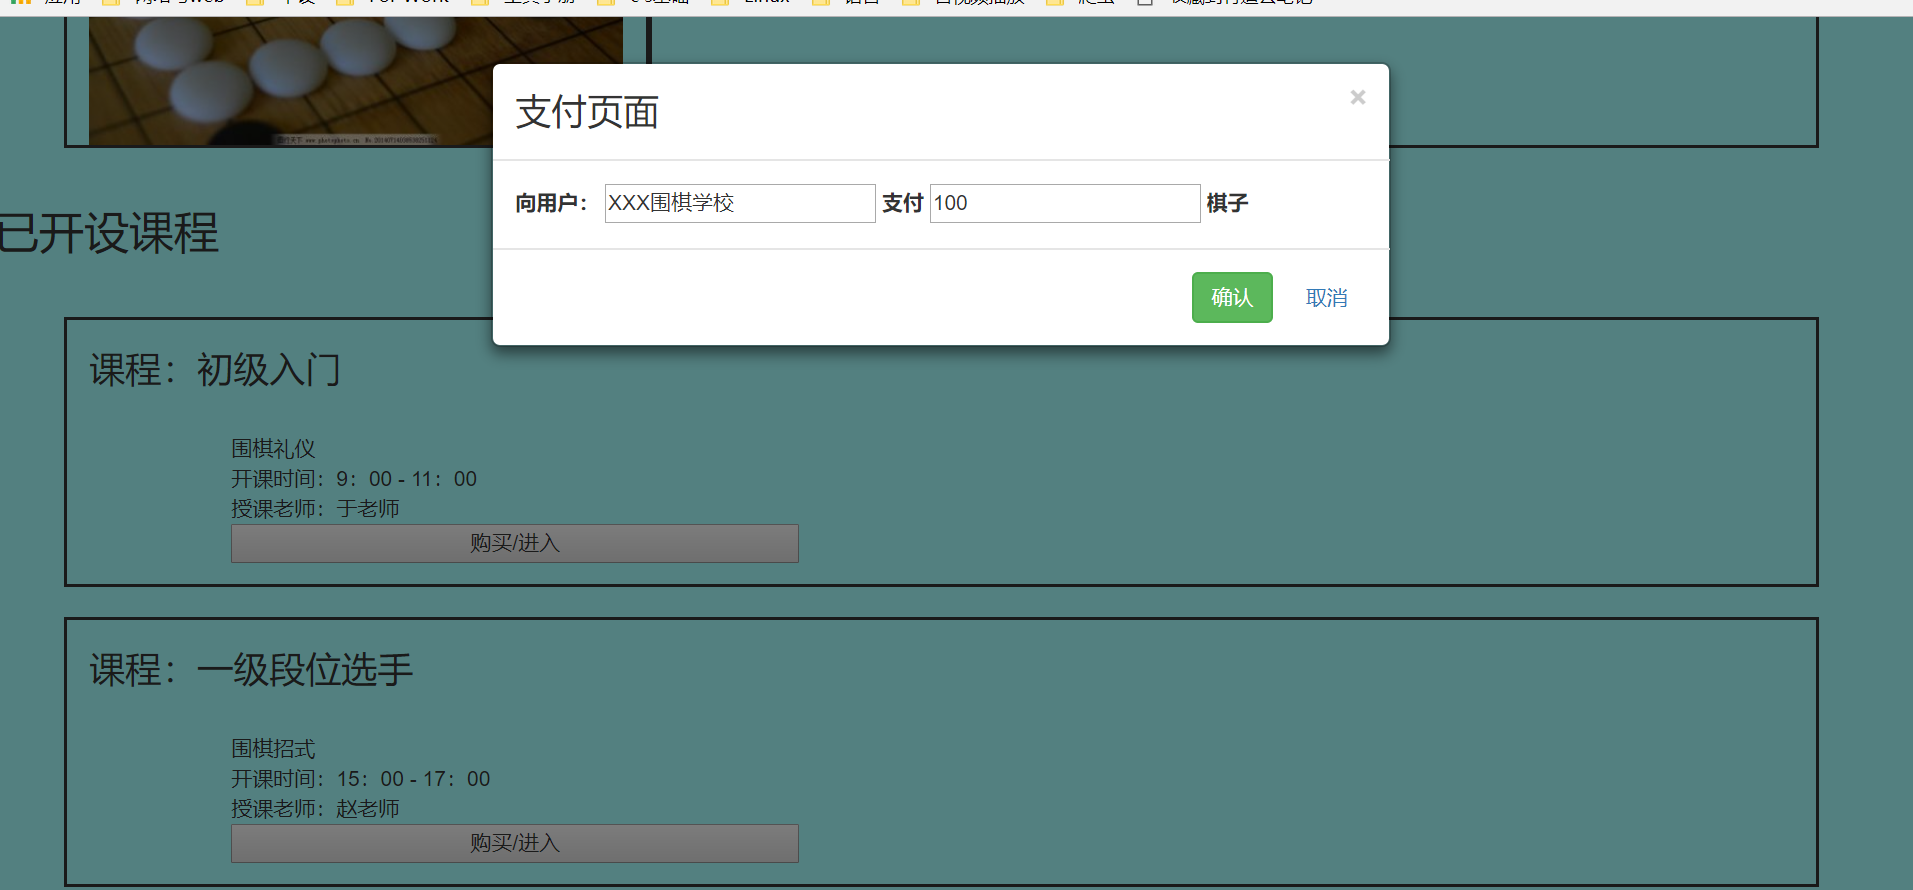 支付页面
×
向用户： XXX围棋学校 支付 100 棋子
确认 取消
已开设课程
课程：初级入门
围棋礼仪
开课时间：9：00 - 11：00
授课老师：于老师
购买/进入
课程：一级段位选手
围棋招式
开课时间：15：00 - 17：00
授课老师：赵老师
购买/进入